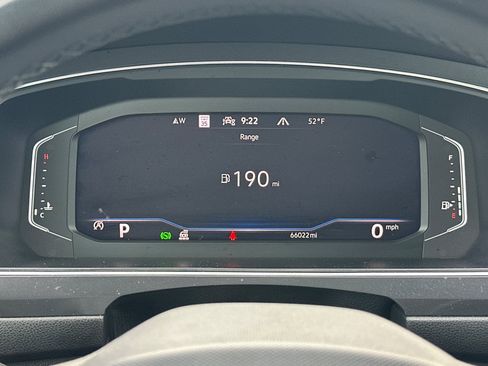 W 35 9:22 52°F
Range
190 mi
H F
C E
P 66022 mi 0 mph
(S)